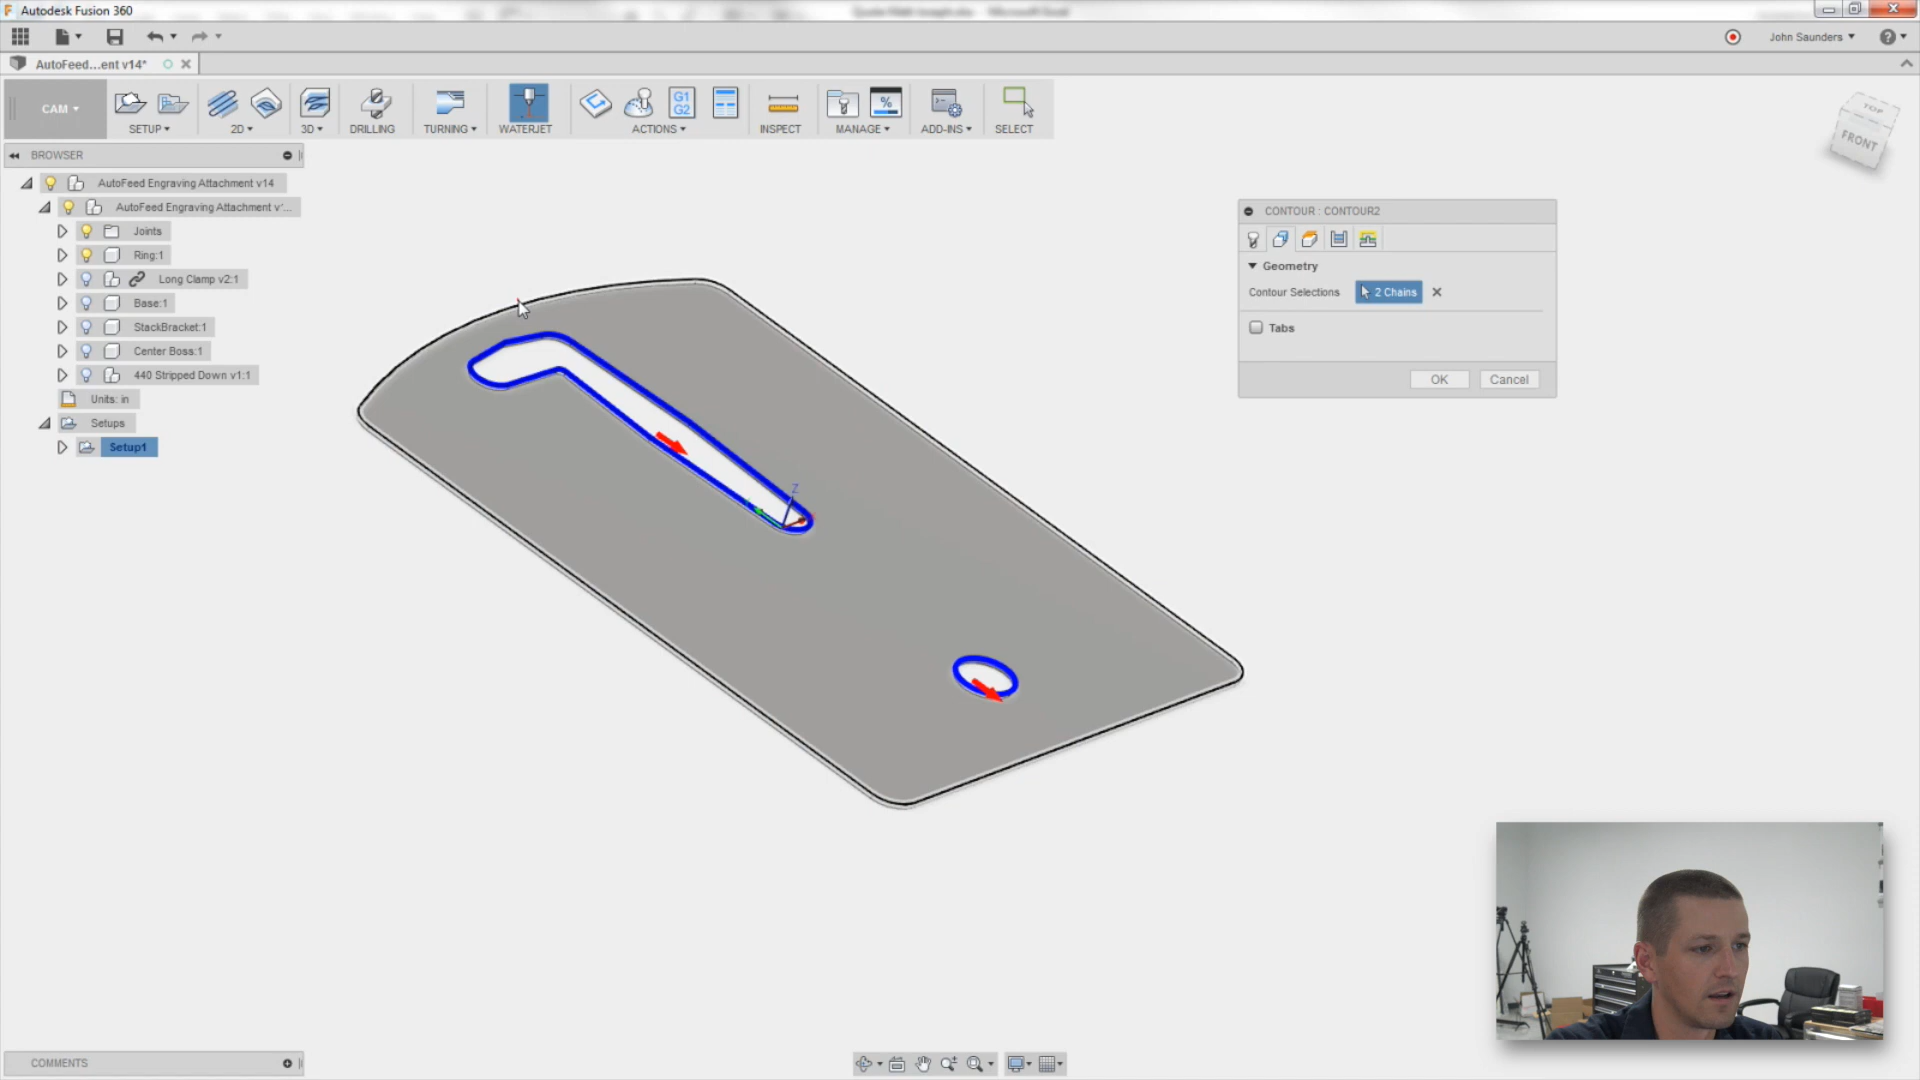 Autodesk Fusion 360
John Saunders
AutoFeed...ent v14*
CAM
SETUP
2D
3D
DRILLING
TURNING
WATERJET
G1
G2
ACTIONS
INSPECT
%
MANAGE
ADD-INS
SELECT
TOP
FRONT
BROWSER
AutoFeed Engraving Attachment v14
AutoFeed Engraving Attachment v'...
Joints
Ring:1
Long Clamp v2:1
Base:1
StackBracket:1
Center Boss:1
440 Stripped Down v1:1
Units: in
Setups
Setup1
CONTOUR : CONTOUR2
Geometry
Contour Selections
2 Chains
Tabs
OK
Cancel
Z
COMMENTS